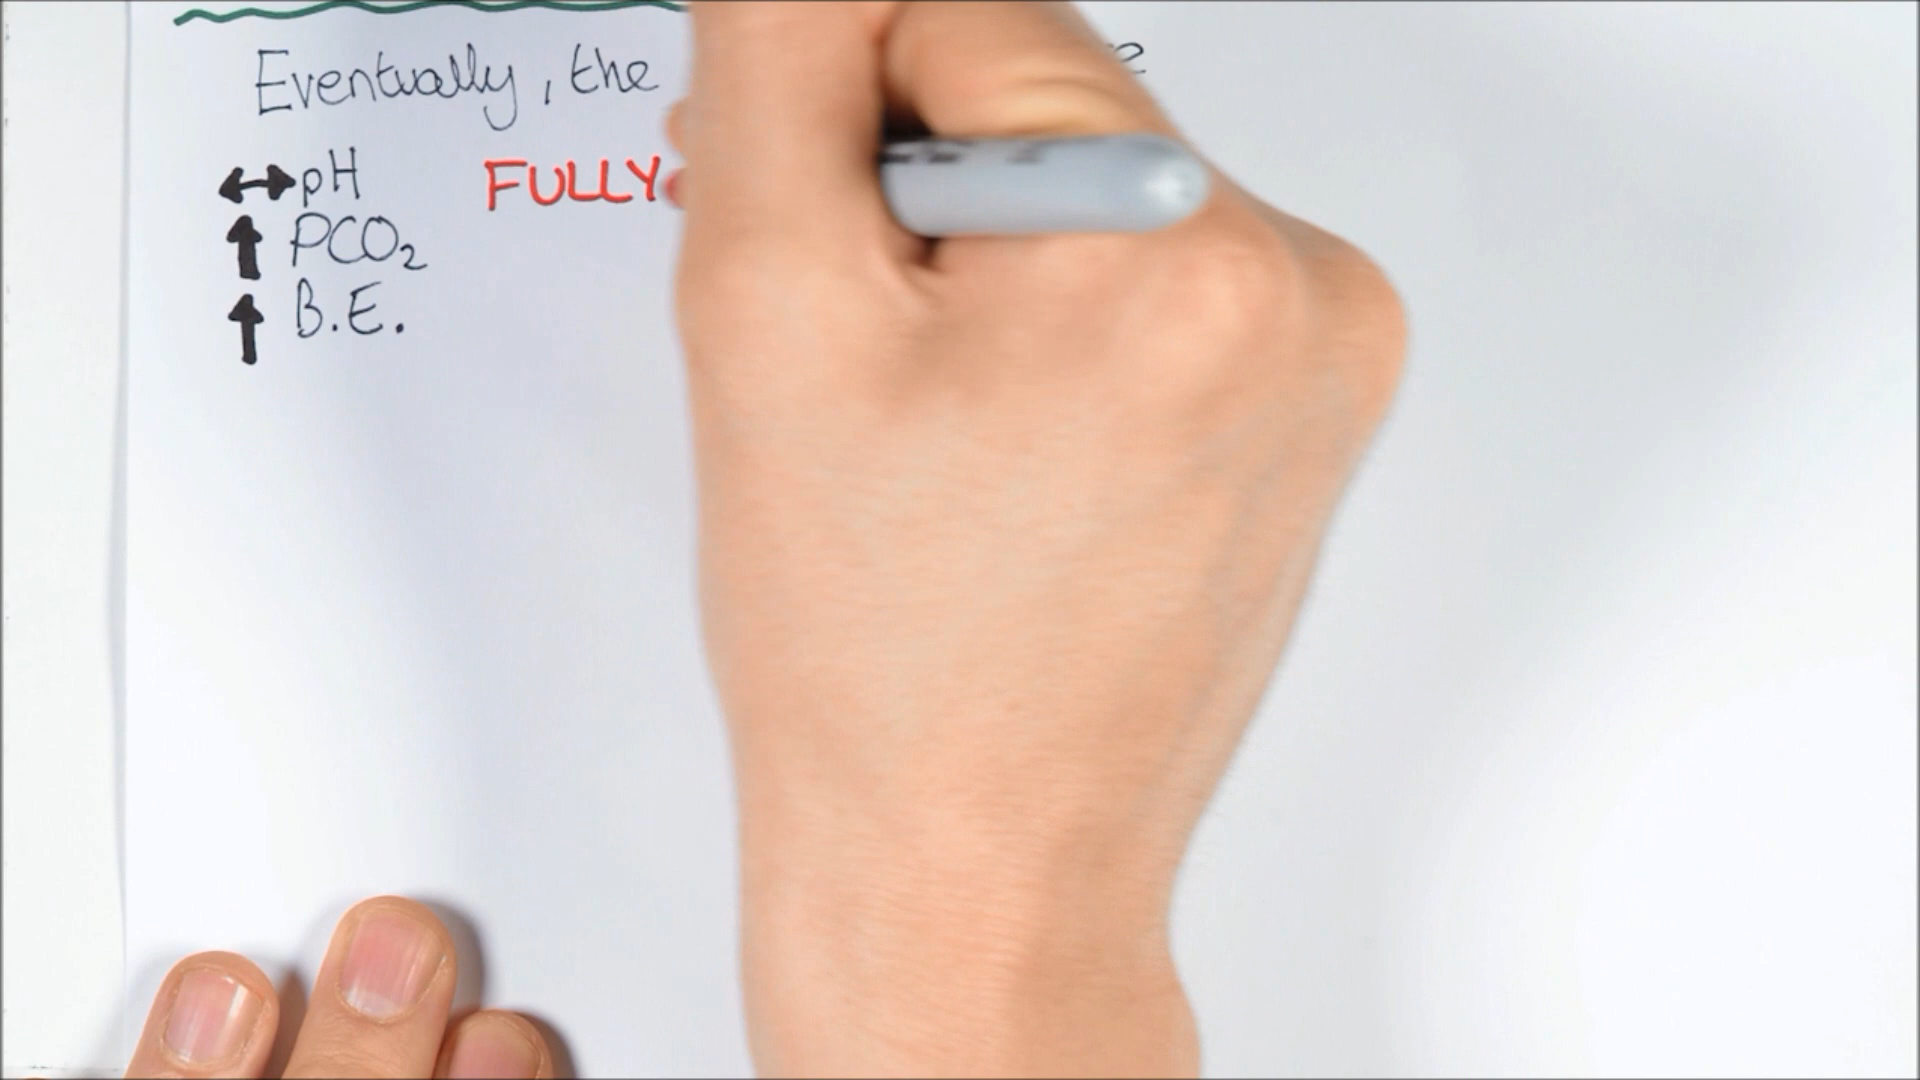 Eventually, the
↔ pH FULLY
↑ PCO₂
↑ B.E.